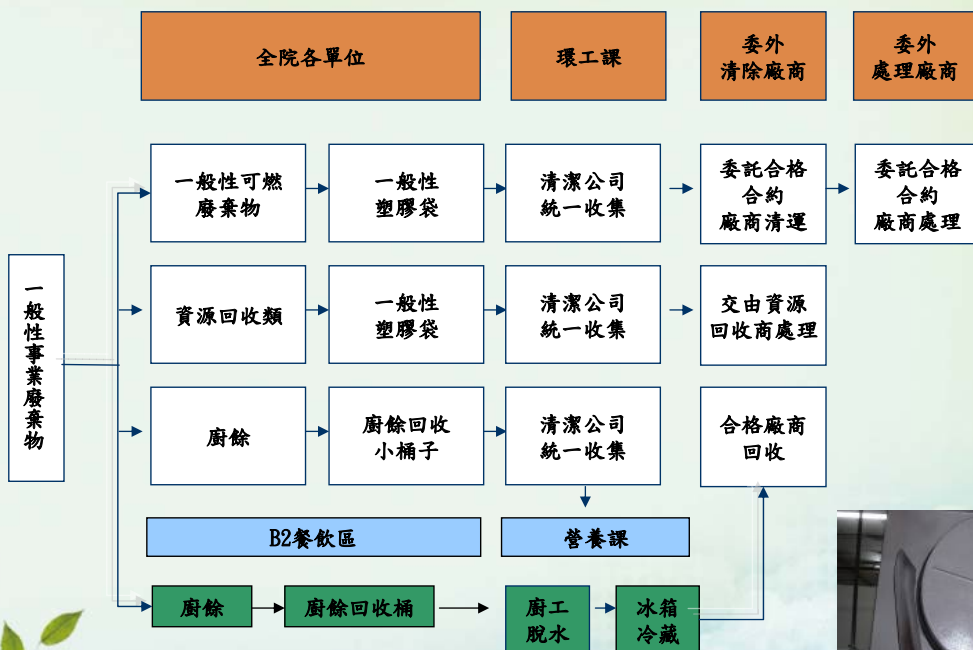 全院各單位
環工課
委外
清除廠商
委外
處理廠商
一般性事業廢棄物
一般性可燃
廢棄物
一般性
塑膠袋
清潔公司
統一收集
委託合格
合約
廠商清運
委託合格
合約
廠商處理
資源回收類
一般性
塑膠袋
清潔公司
統一收集
交由資源
回收商處理
廚餘
廚餘回收
小桶子
清潔公司
統一收集
合格廠商
回收
B2餐飲區
營養課
廚餘
廚餘回收桶
廚工
脫水
冰箱
冷藏